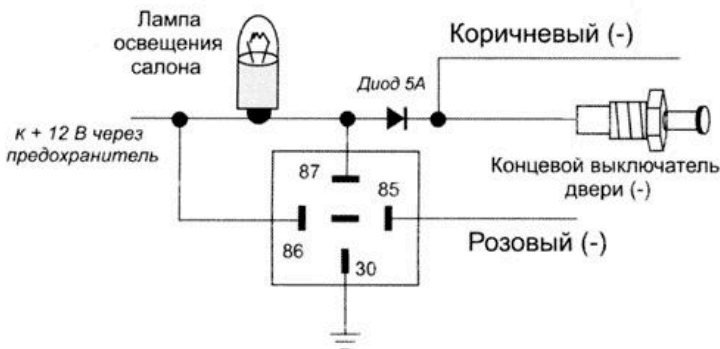 Лампа
освещения
салона
Коричневый (-)
Диод 5А
к + 12 В через
предохранитель
Концевой выключатель
двери (-)
87
85
86
30
Розовый (-)